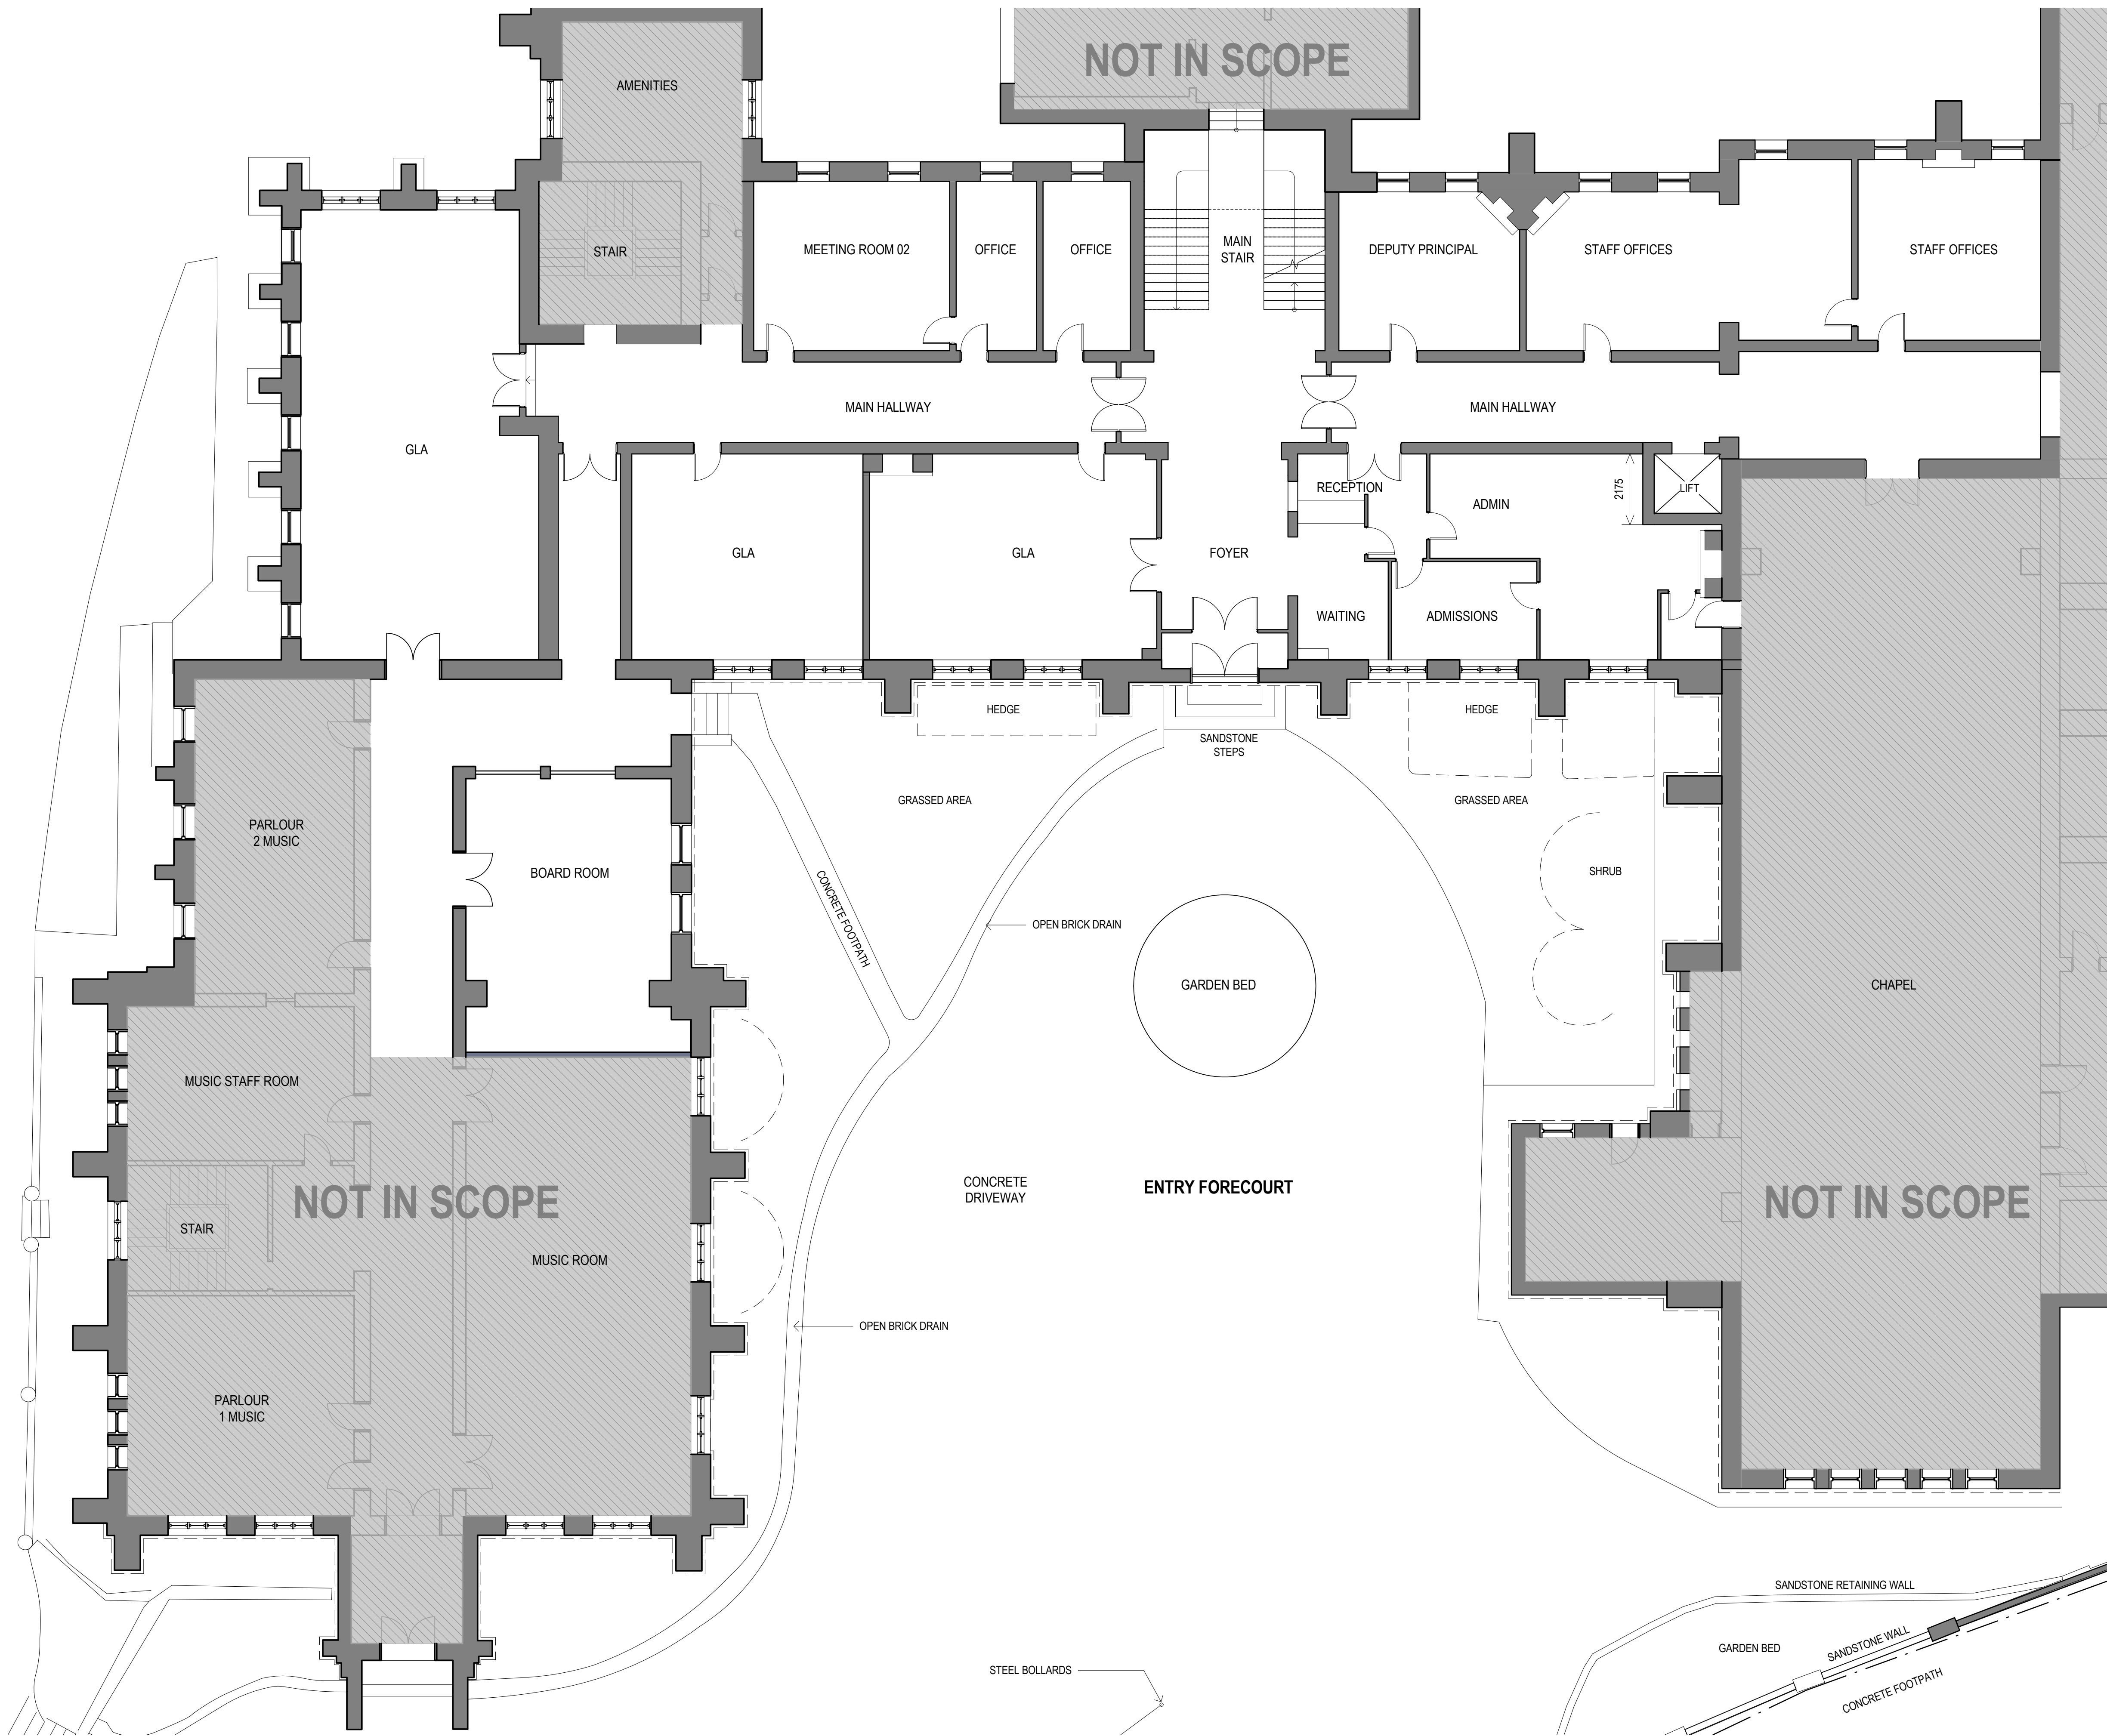 NOT IN SCOPE
AMENITIES
STAIR
MEETING ROOM 02
OFFICE
OFFICE
MAIN
STAIR
DEPUTY PRINCIPAL
STAFF OFFICES
STAFF OFFICES
MAIN HALLWAY
MAIN HALLWAY
GLA
RECEPTION
2175
LIFT
ADMIN
GLA
GLA
FOYER
WAITING
ADMISSIONS
HEDGE
HEDGE
SANDSTONE
STEPS
GRASSED AREA
GRASSED AREA
PARLOUR
2 MUSIC
BOARD ROOM
SHRUB
CONCRETE FOOTPATH
OPEN BRICK DRAIN
GARDEN BED
CHAPEL
MUSIC STAFF ROOM
CONCRETE
DRIVEWAY
ENTRY FORECOURT
NOT IN SCOPE
NOT IN SCOPE
STAIR
MUSIC ROOM
OPEN BRICK DRAIN
PARLOUR
1 MUSIC
SANDSTONE RETAINING WALL
SANDSTONE WALL
GARDEN BED
STEEL BOLLARDS
CONCRETE FOOTPATH